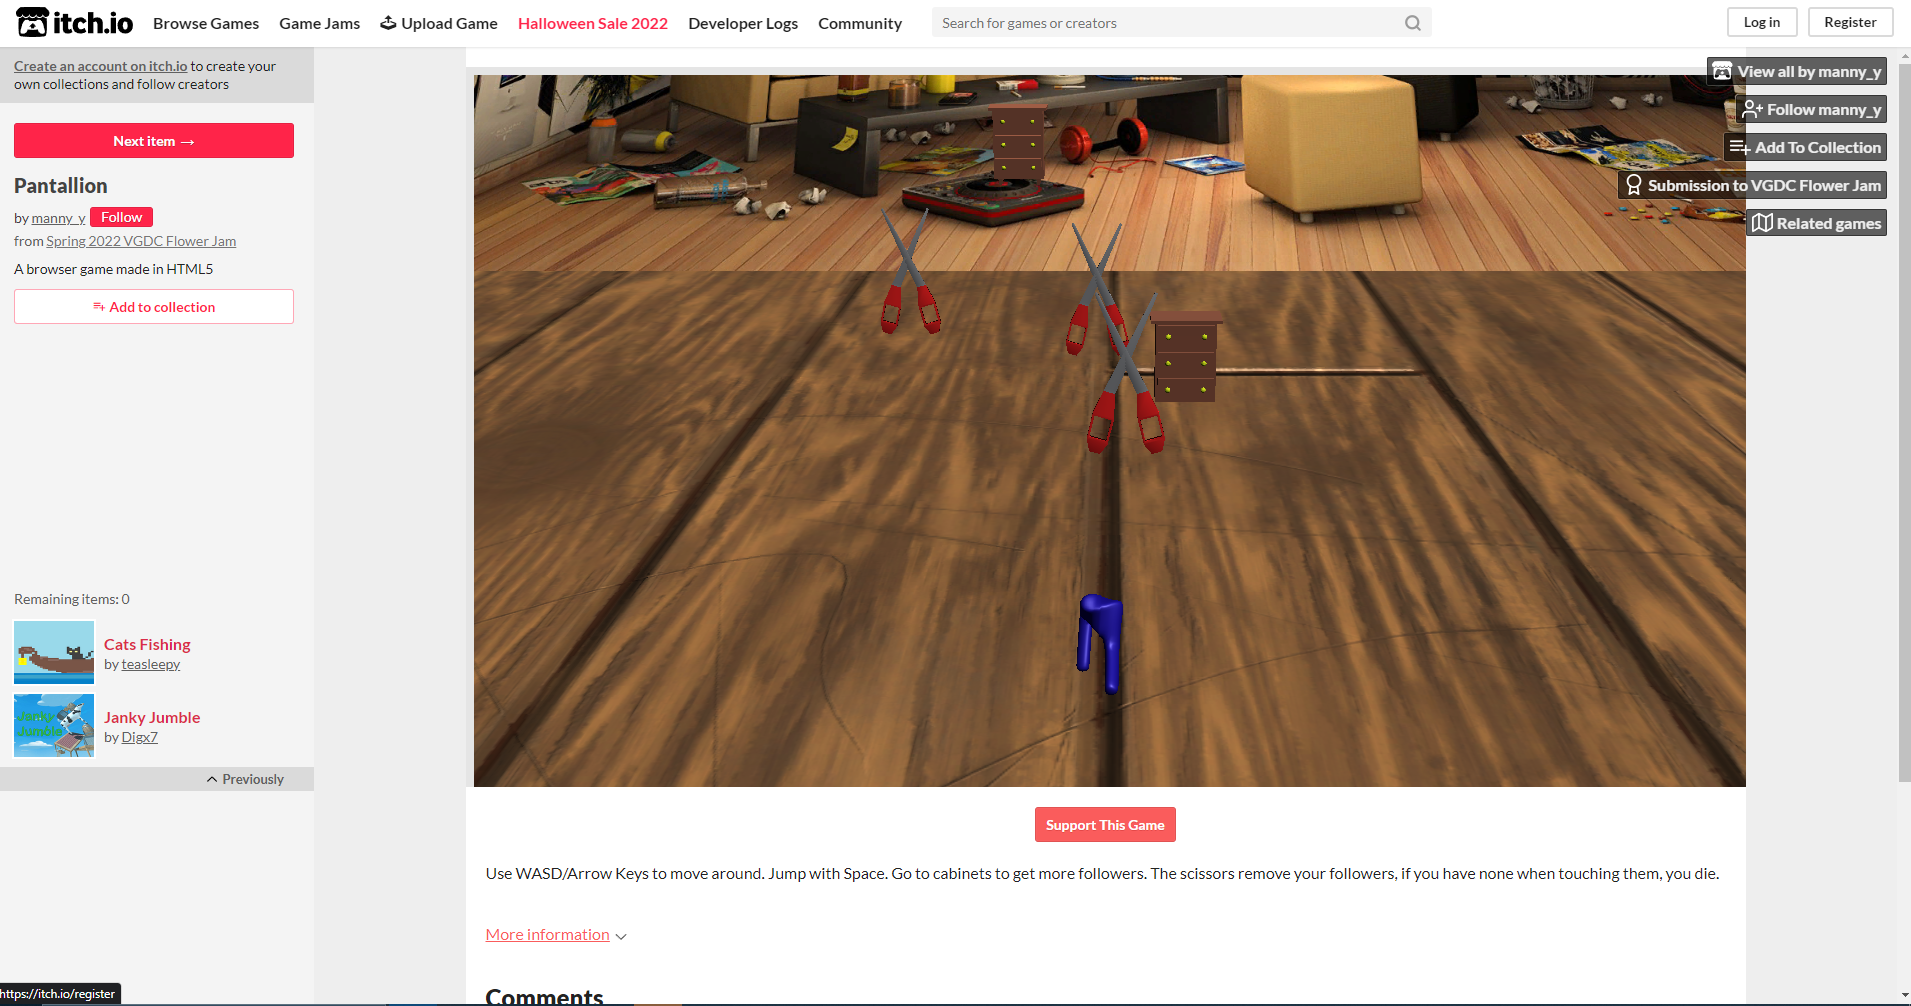 itch.io
Browse Games
Game Jams
Upload Game
Halloween Sale 2022
Developer Logs
Community
Search for games or creators
Log in
Register
Create an account on itch.io to create your
own collections and follow creators
Next item →
Pantallion
by manny_y Follow
from Spring 2022 VGDC Flower Jam
A browser game made in HTML5
Add to collection
Remaining items: 0
Cats Fishing
by teasleepy
Janky Jumble
Janky Jumble
by Digx7
Previously
View all by manny_y
Follow manny_y
Add To Collection
Submission to VGDC Flower Jam
Related games
Support This Game
Use WASD/Arrow Keys to move around. Jump with Space. Go to cabinets to get more followers. The scissors remove your followers, if you have none when touching them, you die.
More information
Comments
https://itch.io/register